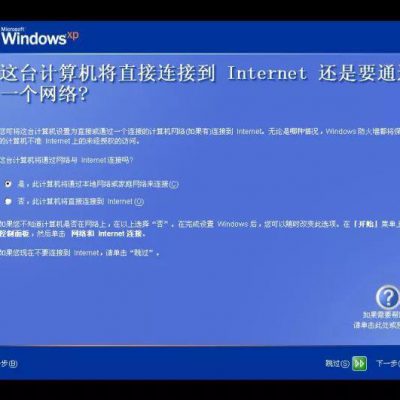 Microsoft
Windows xp
这台计算机将直接连接到 Internet 还是要通过
一个网络?
您可将这台计算机设置为直接或通过一个连接的计算机网络(如果有)连接到 Internet。无论是哪种情况，Windows 防火墙都将保
的计算机不准 Internet 上的未经授权的访问。
这台计算机将通过网络与 Internet 连接吗?
是，此计算机将通过本地网络或家庭网络来连接(C)
否，此计算机将直接连接到 Internet
如果您不知道计算机是否在网络上，在以上选择“否”。在完成设置 Windows 后，您可以随时改变此选项。在『开始』菜单上
控制面板，然后单击 网络和 Internet 连接。
如果您现在不要连接到 Internet，请单击“跳过”。
如果需要帮
请单击此处或
步(B)
跳过(S)
下一步